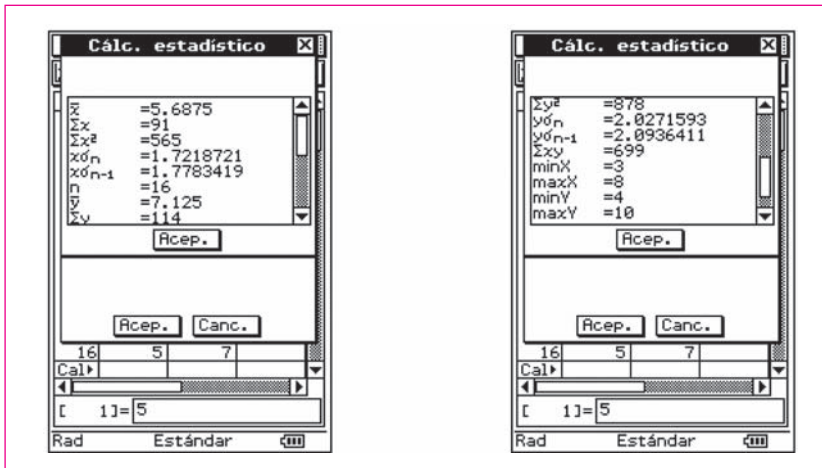 Cálc. estadístico
x̄ =5.6875
Σx =91
Σx² =565
xσn =1.7218721
xσn-1 =1.7783419
n =16
ȳ =7.125
Σy =114
Acep.
Acep. Canc.
16 5 7
Cal
[ 1]= 5
Rad Estándar
Cálc. estadístico
Σy² =878
yσn =2.0271593
yσn-1 =2.0936411
Σxy =699
minX =3
maxX =8
minY =4
maxY =10
Acep.
Acep. Canc.
16 5 7
Cal
[ 1]= 5
Rad Estándar